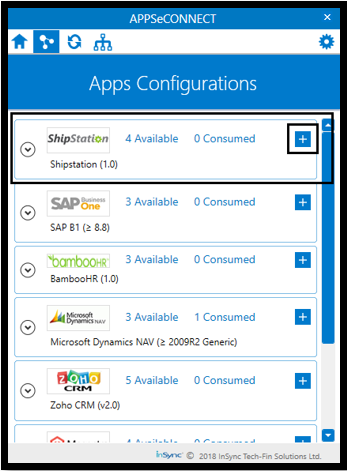 APPSeCONNECT
Apps Configurations
ShipStation 4 Available 0 Consumed
Shipstation (1.0)
SAP Business One 3 Available 0 Consumed
SAP B1 (≥ 8.8)
bambooHR 3 Available 0 Consumed
BambooHR (1.0)
Microsoft Dynamics NAV 3 Available 1 Consumed
Microsoft Dynamics NAV (≥ 2009R2 Generic)
ZOHO CRM 5 Available 0 Consumed
Zoho CRM (v2.0)
4 Available 0 Consumed
InSync © 2018 InSync Tech-Fin Solutions Ltd.